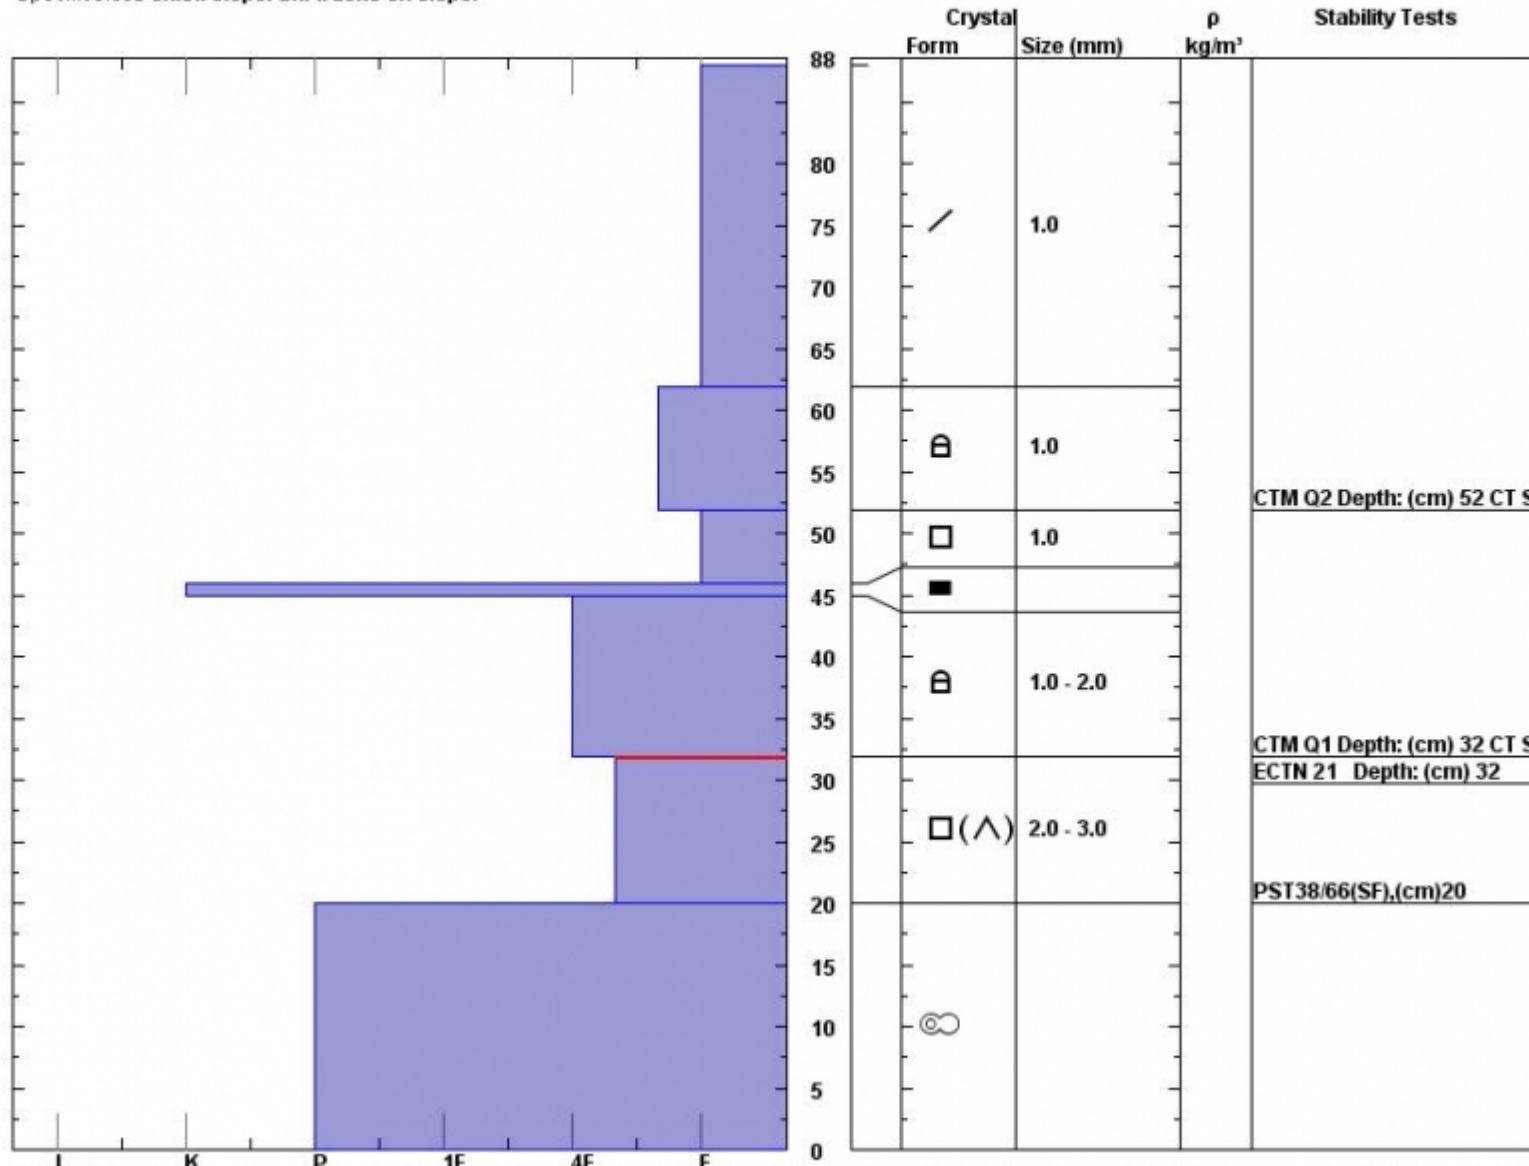 Crystal ρ Stability Tests
Form Size (mm) kg/m³
88
80
75 1.0
70
65
60
1.0
55
CTM Q2 Depth: (cm) 52 CT S
50 1.0
45
40
1.0 - 2.0
35
CTM Q1 Depth: (cm) 32 CT S
30 ECTN 21 Depth: (cm) 32
( ) 2.0 - 3.0
25
PST38/66(SF),(cm)20
20
15
10
5
0
I K P 1F 4F F